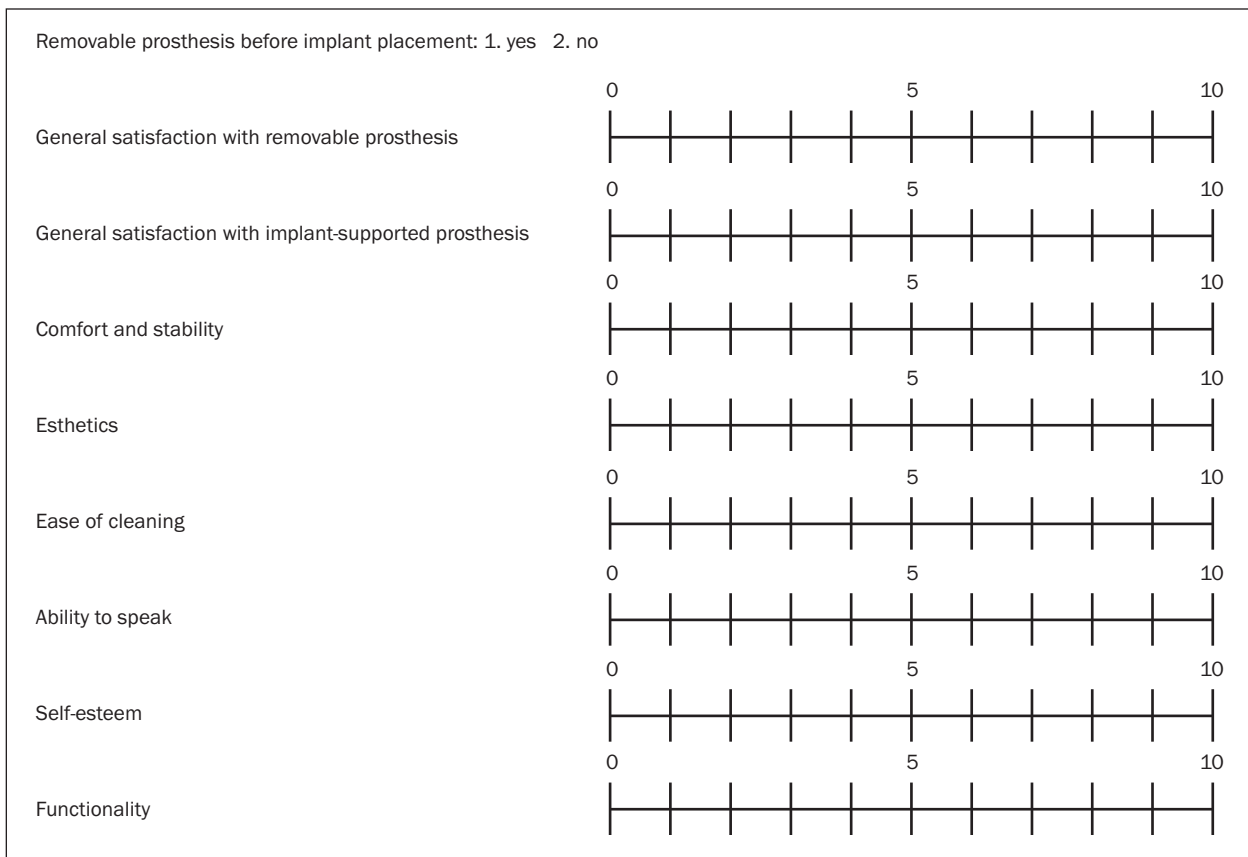 Removable prosthesis before implant placement: 1. yes 2. no
0 5 10
General satisfaction with removable prosthesis
0 5 10
General satisfaction with implant-supported prosthesis
0 5 10
Comfort and stability
0 5 10
Esthetics
0 5 10
Ease of cleaning
0 5 10
Ability to speak
0 5 10
Self-esteem
0 5 10
Functionality